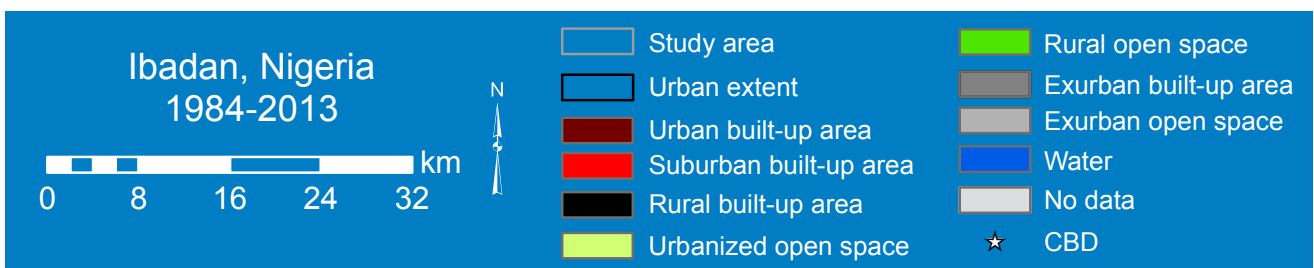 Ibadan, Nigeria
1984-2013
km
0 8 16 24 32
N
Study area
Urban extent
Urban built-up area
Suburban built-up area
Rural built-up area
Urbanized open space
Rural open space
Exurban built-up area
Exurban open space
Water
No data
CBD